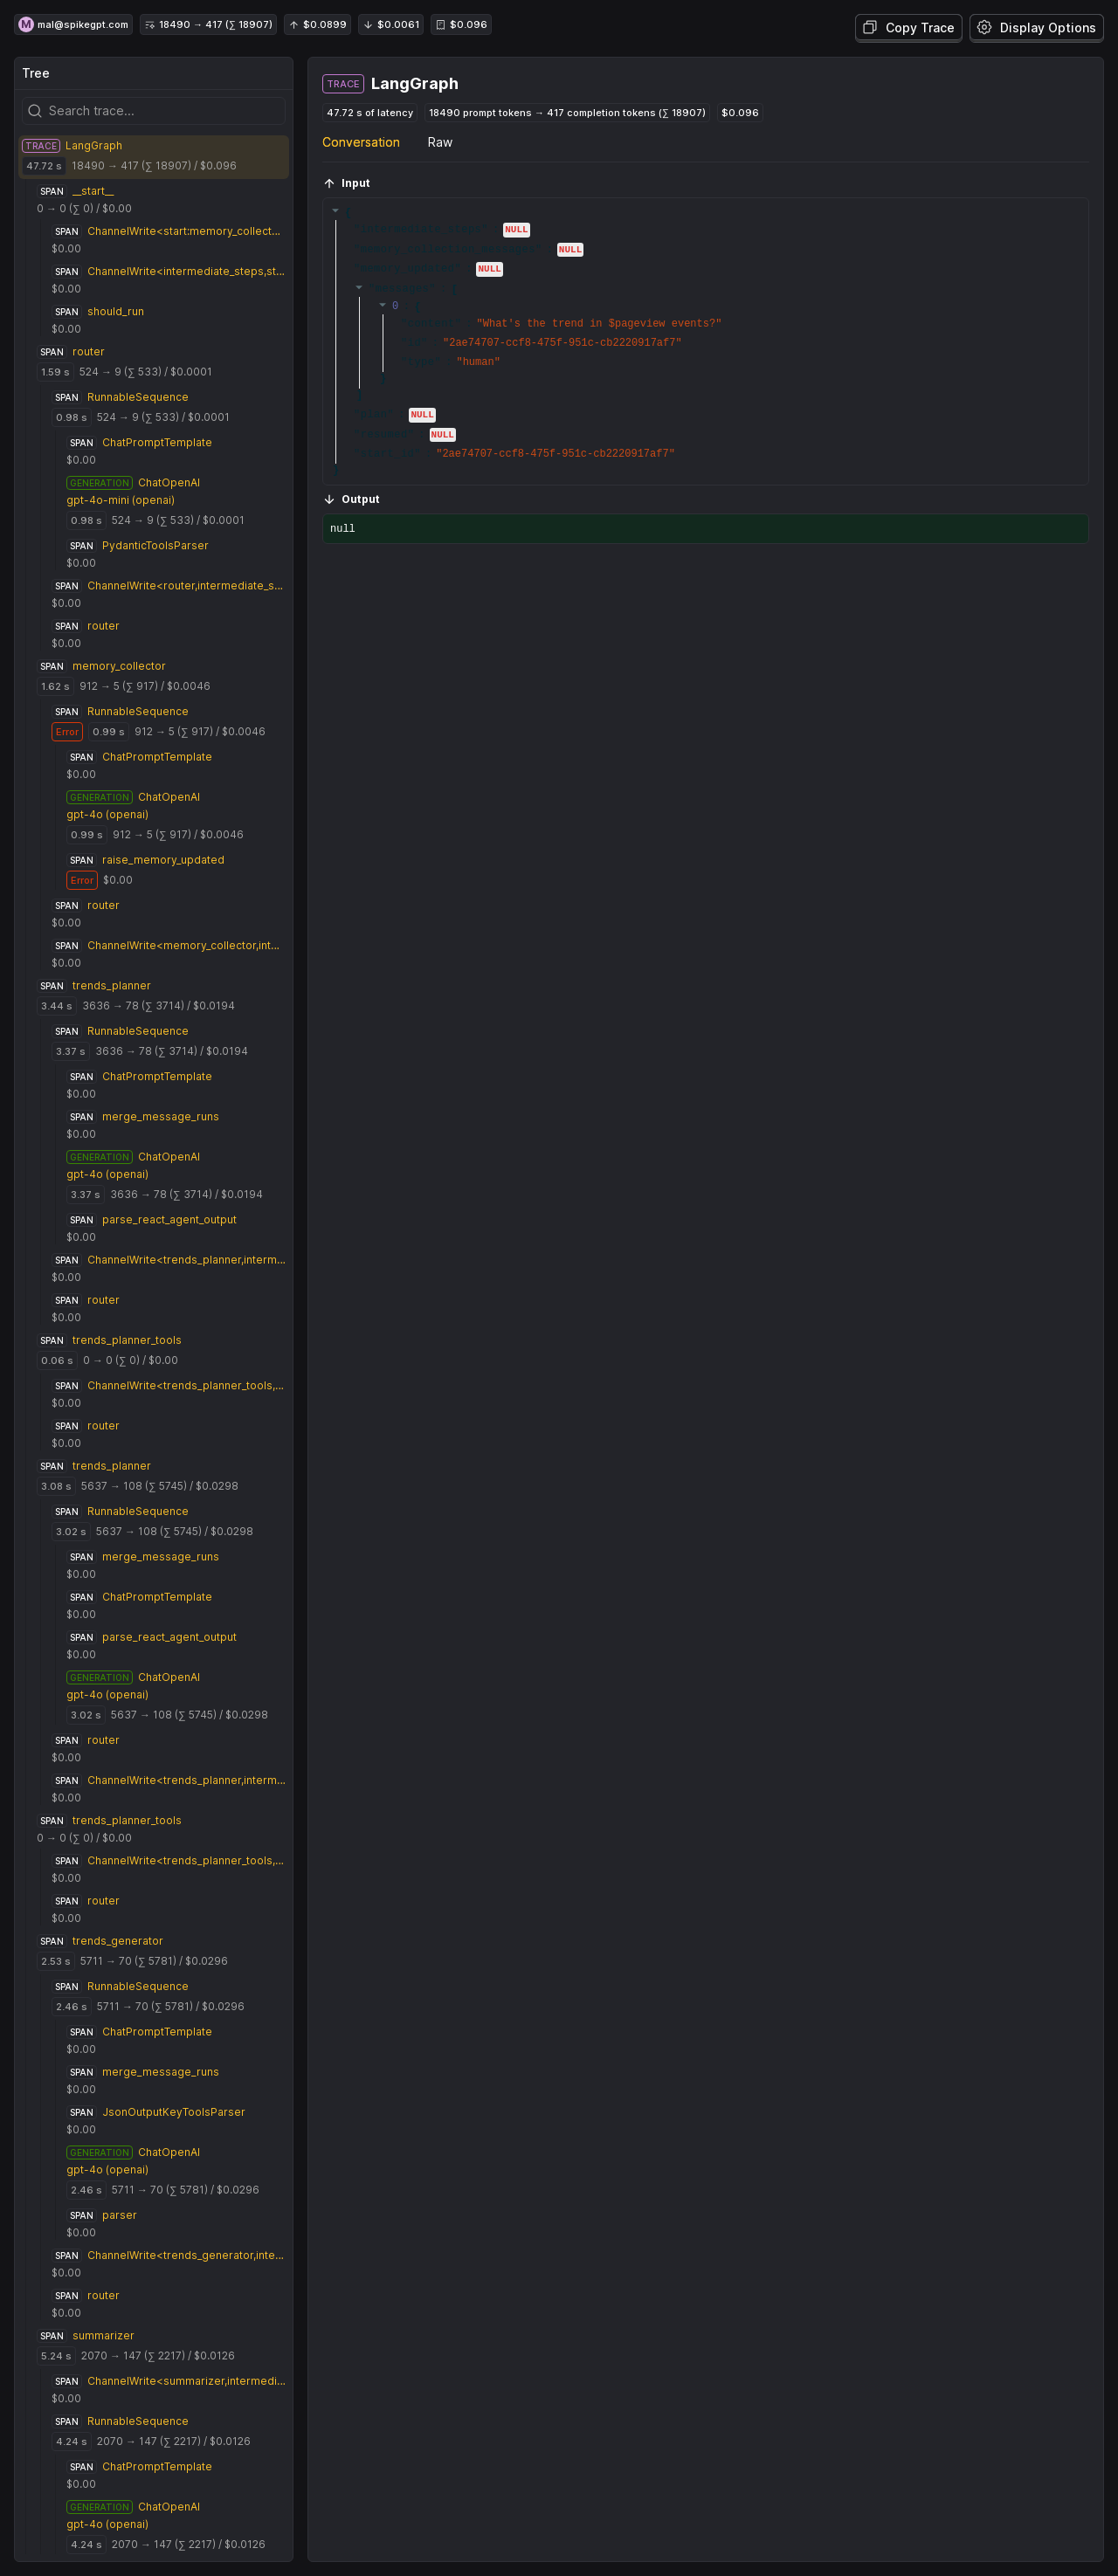 M mal@spikegpt.com 18490 → 417 (∑ 18907) $0.0899 $0.0061 $0.096 Copy Trace Display Options
Tree
Search trace...
TRACE LangGraph
47.72 s 18490 → 417 (∑ 18907) / $0.096
SPAN __start__
0 → 0 (∑ 0) / $0.00
SPAN ChannelWrite<start:memory_collect...
$0.00
SPAN ChannelWrite<intermediate_steps,st...
$0.00
SPAN should_run
$0.00
SPAN router
1.59 s 524 → 9 (∑ 533) / $0.0001
SPAN RunnableSequence
0.98 s 524 → 9 (∑ 533) / $0.0001
SPAN ChatPromptTemplate
$0.00
GENERATION ChatOpenAI
gpt-4o-mini (openai)
0.98 s 524 → 9 (∑ 533) / $0.0001
SPAN PydanticToolsParser
$0.00
SPAN ChannelWrite<router,intermediate_s...
$0.00
SPAN router
$0.00
SPAN memory_collector
1.62 s 912 → 5 (∑ 917) / $0.0046
SPAN RunnableSequence
Error 0.99 s 912 → 5 (∑ 917) / $0.0046
SPAN ChatPromptTemplate
$0.00
GENERATION ChatOpenAI
gpt-4o (openai)
0.99 s 912 → 5 (∑ 917) / $0.0046
SPAN raise_memory_updated
Error $0.00
SPAN router
$0.00
SPAN ChannelWrite<memory_collector,int...
$0.00
SPAN trends_planner
3.44 s 3636 → 78 (∑ 3714) / $0.0194
SPAN RunnableSequence
3.37 s 3636 → 78 (∑ 3714) / $0.0194
SPAN ChatPromptTemplate
$0.00
SPAN merge_message_runs
$0.00
GENERATION ChatOpenAI
gpt-4o (openai)
3.37 s 3636 → 78 (∑ 3714) / $0.0194
SPAN parse_react_agent_output
$0.00
SPAN ChannelWrite<trends_planner,interm...
$0.00
SPAN router
$0.00
SPAN trends_planner_tools
0.06 s 0 → 0 (∑ 0) / $0.00
SPAN ChannelWrite<trends_planner_tools,...
$0.00
SPAN router
$0.00
SPAN trends_planner
3.08 s 5637 → 108 (∑ 5745) / $0.0298
SPAN RunnableSequence
3.02 s 5637 → 108 (∑ 5745) / $0.0298
SPAN merge_message_runs
$0.00
SPAN ChatPromptTemplate
$0.00
SPAN parse_react_agent_output
$0.00
GENERATION ChatOpenAI
gpt-4o (openai)
3.02 s 5637 → 108 (∑ 5745) / $0.0298
SPAN router
$0.00
SPAN ChannelWrite<trends_planner,interm...
$0.00
SPAN trends_planner_tools
0 → 0 (∑ 0) / $0.00
SPAN ChannelWrite<trends_planner_tools,...
$0.00
SPAN router
$0.00
SPAN trends_generator
2.53 s 5711 → 70 (∑ 5781) / $0.0296
SPAN RunnableSequence
2.46 s 5711 → 70 (∑ 5781) / $0.0296
SPAN ChatPromptTemplate
$0.00
SPAN merge_message_runs
$0.00
SPAN JsonOutputKeyToolsParser
$0.00
GENERATION ChatOpenAI
gpt-4o (openai)
2.46 s 5711 → 70 (∑ 5781) / $0.0296
SPAN parser
$0.00
SPAN ChannelWrite<trends_generator,inte...
$0.00
SPAN router
$0.00
SPAN summarizer
5.24 s 2070 → 147 (∑ 2217) / $0.0126
SPAN ChannelWrite<summarizer,intermedi...
$0.00
SPAN RunnableSequence
4.24 s 2070 → 147 (∑ 2217) / $0.0126
SPAN ChatPromptTemplate
$0.00
GENERATION ChatOpenAI
gpt-4o (openai)
4.24 s 2070 → 147 (∑ 2217) / $0.0126
TRACE LangGraph
47.72 s of latency 18490 prompt tokens → 417 completion tokens (∑ 18907) $0.096
Conversation Raw
Input
NULL
NULL
NULL
0
"What's the trend in $pageview events?"
"2ae74707-ccf8-475f-951c-cb2220917af7"
"human"
NULL
NULL
"2ae74707-ccf8-475f-951c-cb2220917af7"
Output
null